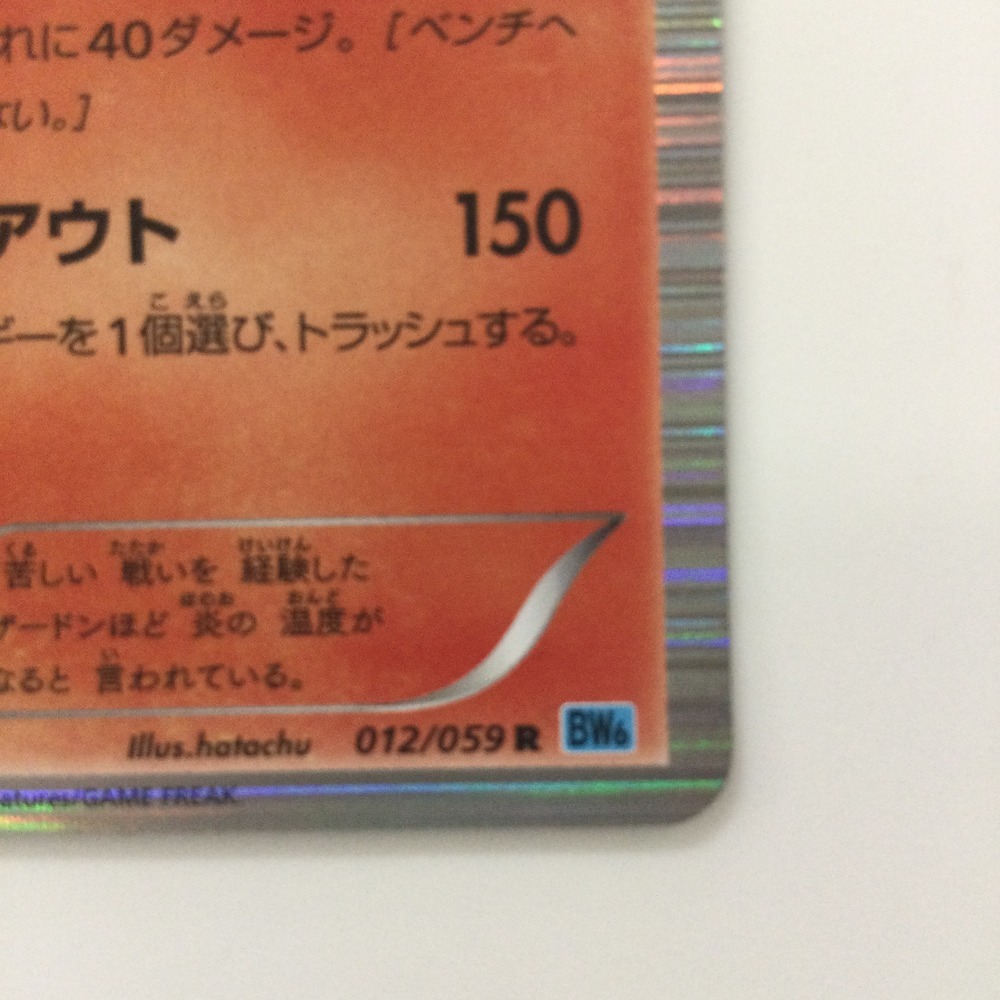 れに40ダメージ。[ベンチへ
ない。]
アウト 150
ギーを1個選び、トラッシュする。
苦しい 戦いを 経験した
ザードンほど 炎の 温度が
なると 言われている。
Illus.hatachu 012/059 R BW6
atures/GAME FREAK